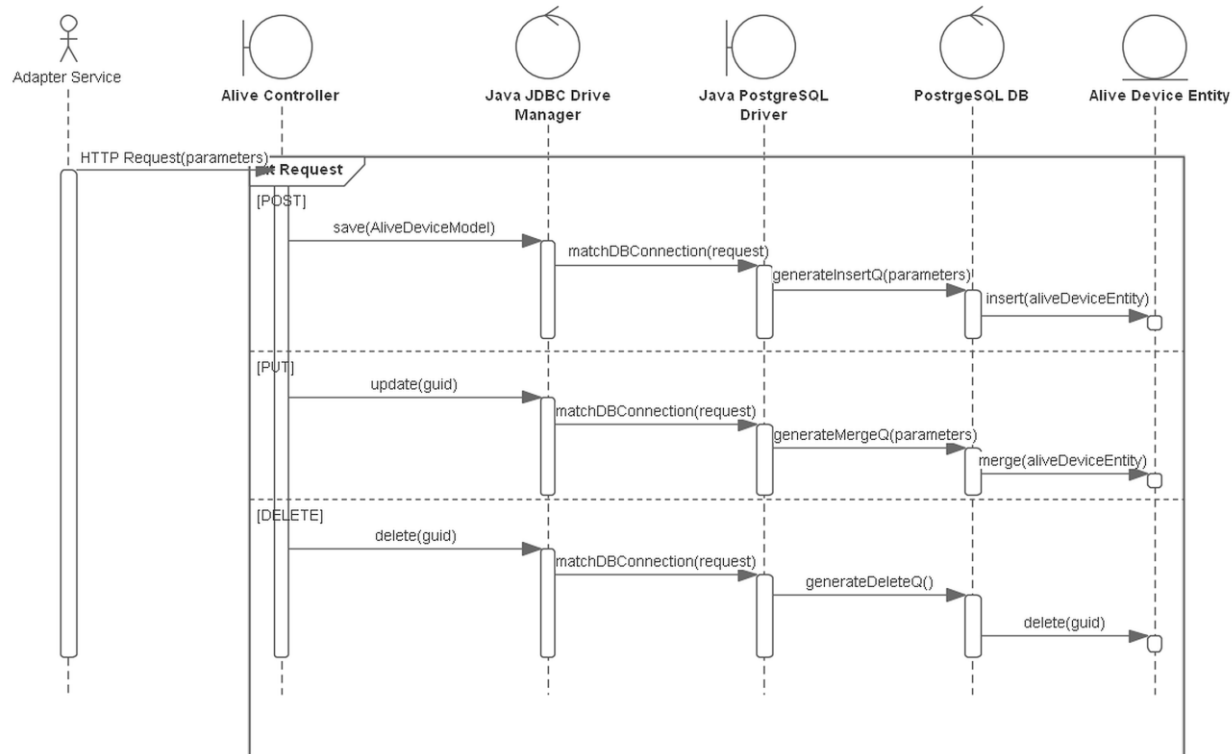 Adapter Service
Alive Controller
Java JDBC Drive
Manager
Java PostgreSQL
Driver
PostrgeSQL DB
Alive Device Entity
HTTP Request(parameters)
t Request
[POST]
save(AliveDeviceModel)
matchDBConnection(request)
generateInsertQ(parameters)
insert(aliveDeviceEntity)
[PUT]
update(guid)
matchDBConnection(request)
generateMergeQ(parameters)
merge(aliveDeviceEntity)
[DELETE]
delete(guid)
matchDBConnection(request)
generateDeleteQ()
delete(guid)